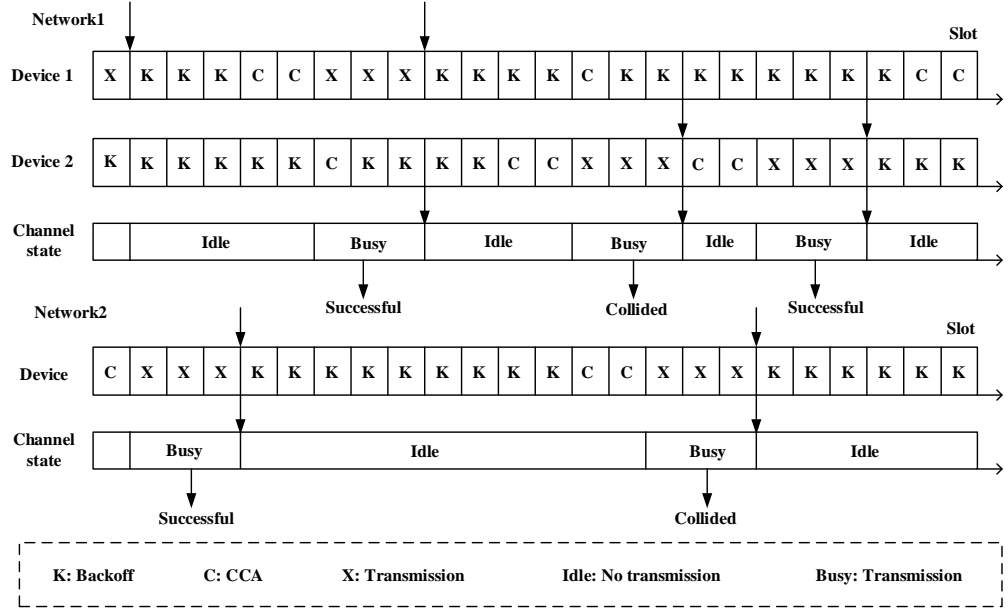 Network1
Slot
Device 1 X K K K C C X X X K K K K C K K K K K K K K C C
Device 2 K K K K K K C K K K K C C X X X C C X X X K K K
Channel
state
Idle Busy Idle Busy Idle Busy Idle
Successful Collided Successful
Network2
Slot
Device C X X X K K K K K K K K K C C X X X K K K K K K
Channel
state
Busy Idle Busy Idle
Successful Collided
K: Backoff C: CCA X: Transmission Idle: No transmission Busy: Transmission